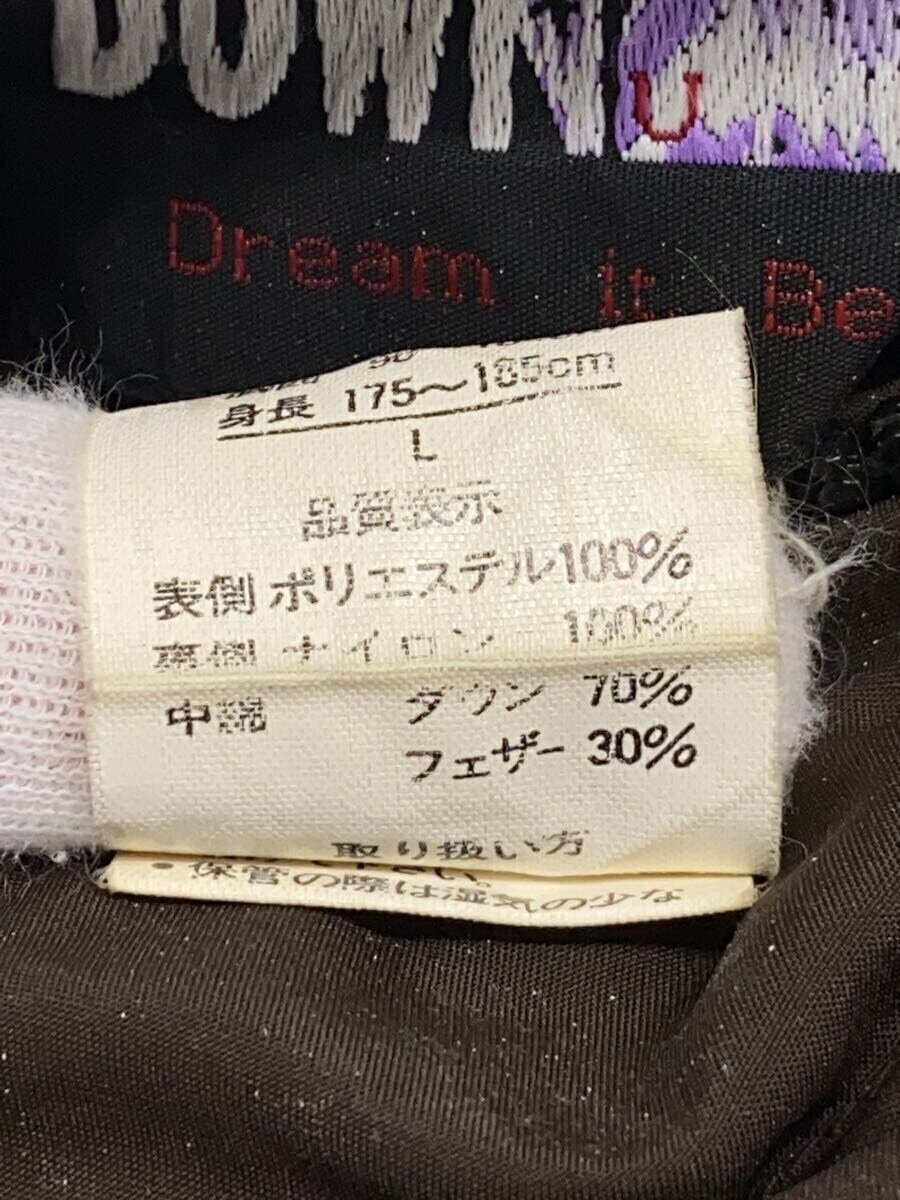 DOWN
U
Dream it. Be
身長 175〜185cm
L
品質表示
表側 ポリエステル100%
裏側 ナイロン 100%
中綿 ダウン 70%
フェザー 30%
取り扱い方
・保管の際は湿気の少な